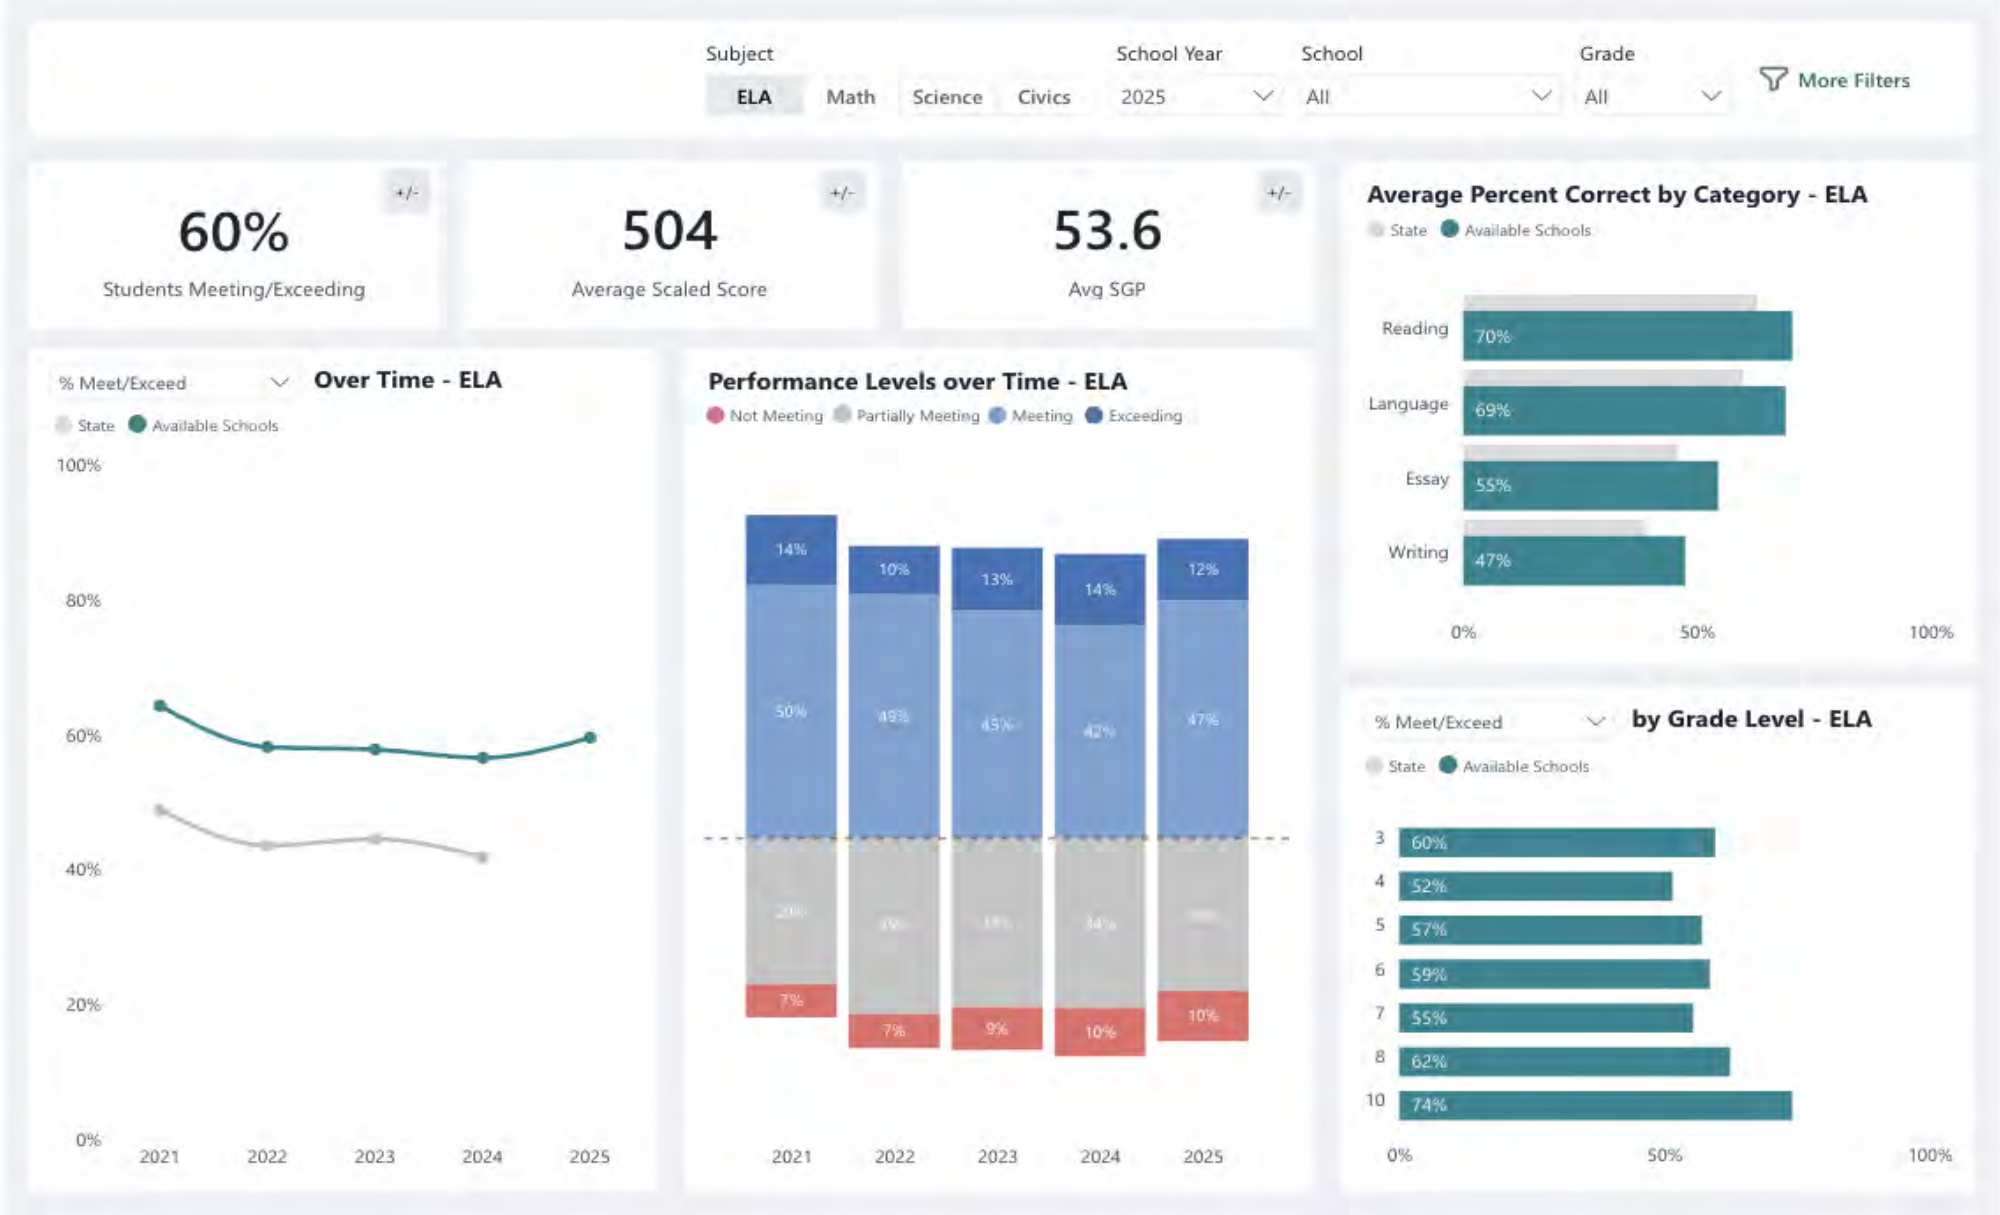 Subject
School Year
School
Grade
ELA
Math
Science
Civics
2025
All
All
More Filters
+/-
60%
Students Meeting/Exceeding
+/-
504
Average Scaled Score
+/-
53.6
Avg SGP
Average Percent Correct by Category - ELA
State
Available Schools
Reading
70%
Language
69%
Essay
55%
Writing
47%
0%
50%
100%
% Meet/Exceed
Over Time - ELA
State
Available Schools
100%
80%
60%
40%
20%
0%
2021
2022
2023
2024
2025
Performance Levels over Time - ELA
Not Meeting
Partially Meeting
Meeting
Exceeding
14%
10%
13%
14%
12%
50%
49%
45%
42%
47%
34%
7%
7%
9%
10%
10%
2021
2022
2023
2024
2025
% Meet/Exceed
by Grade Level - ELA
State
Available Schools
3
60%
4
52%
5
57%
6
59%
7
55%
8
62%
10
74%
0%
50%
100%